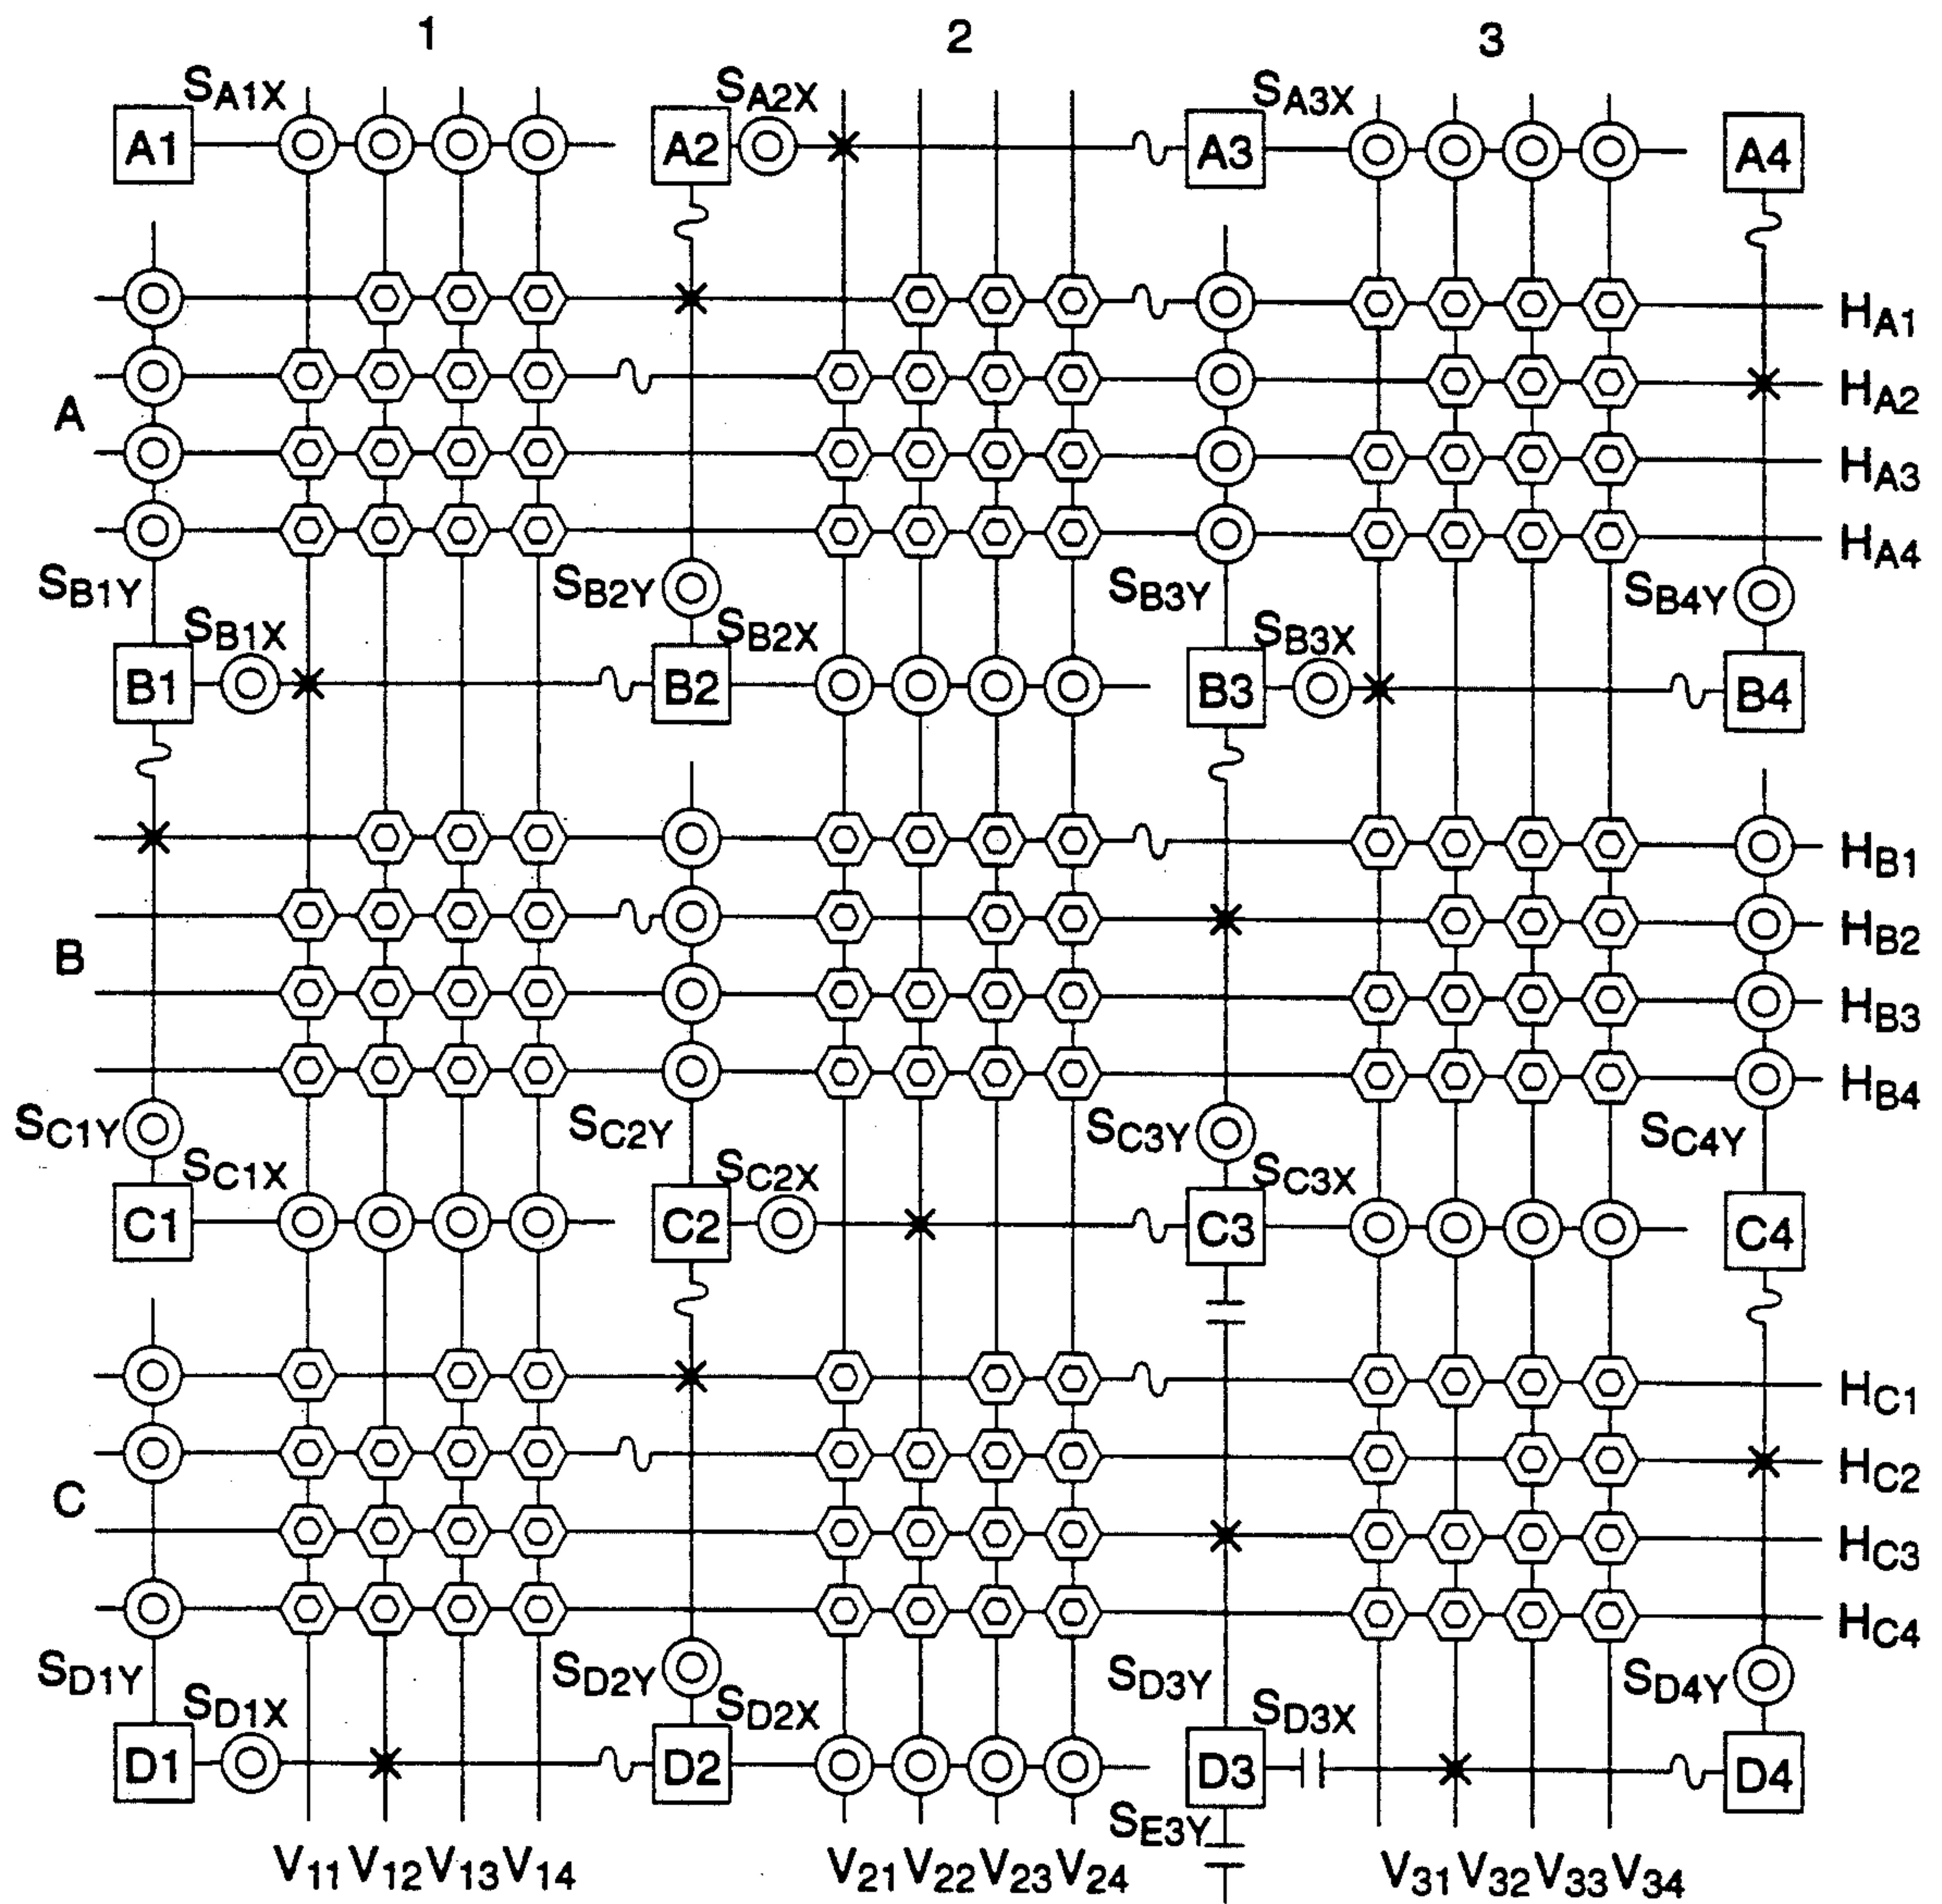 1 2 3
SA1X SA2X SA3X
A1 A2 A3 A4
HA1
HA2
A
HA3
HA4
SB1Y SB2Y SB3Y SB4Y
SB1X SB2X SB3X
B1 B2 B3 B4
HB1
HB2
B
HB3
HB4
SC1Y SC2Y SC3Y SC4Y
SC1X SC2X SC3X
C1 C2 C3 C4
HC1
HC2
C
HC3
HC4
SD1Y SD2Y SD3Y SD4Y
SD1X SD2X SD3X
D1 D2 D3 D4
SE3Y
V11 V12 V13 V14 V21 V22 V23 V24 V31 V32 V33 V34